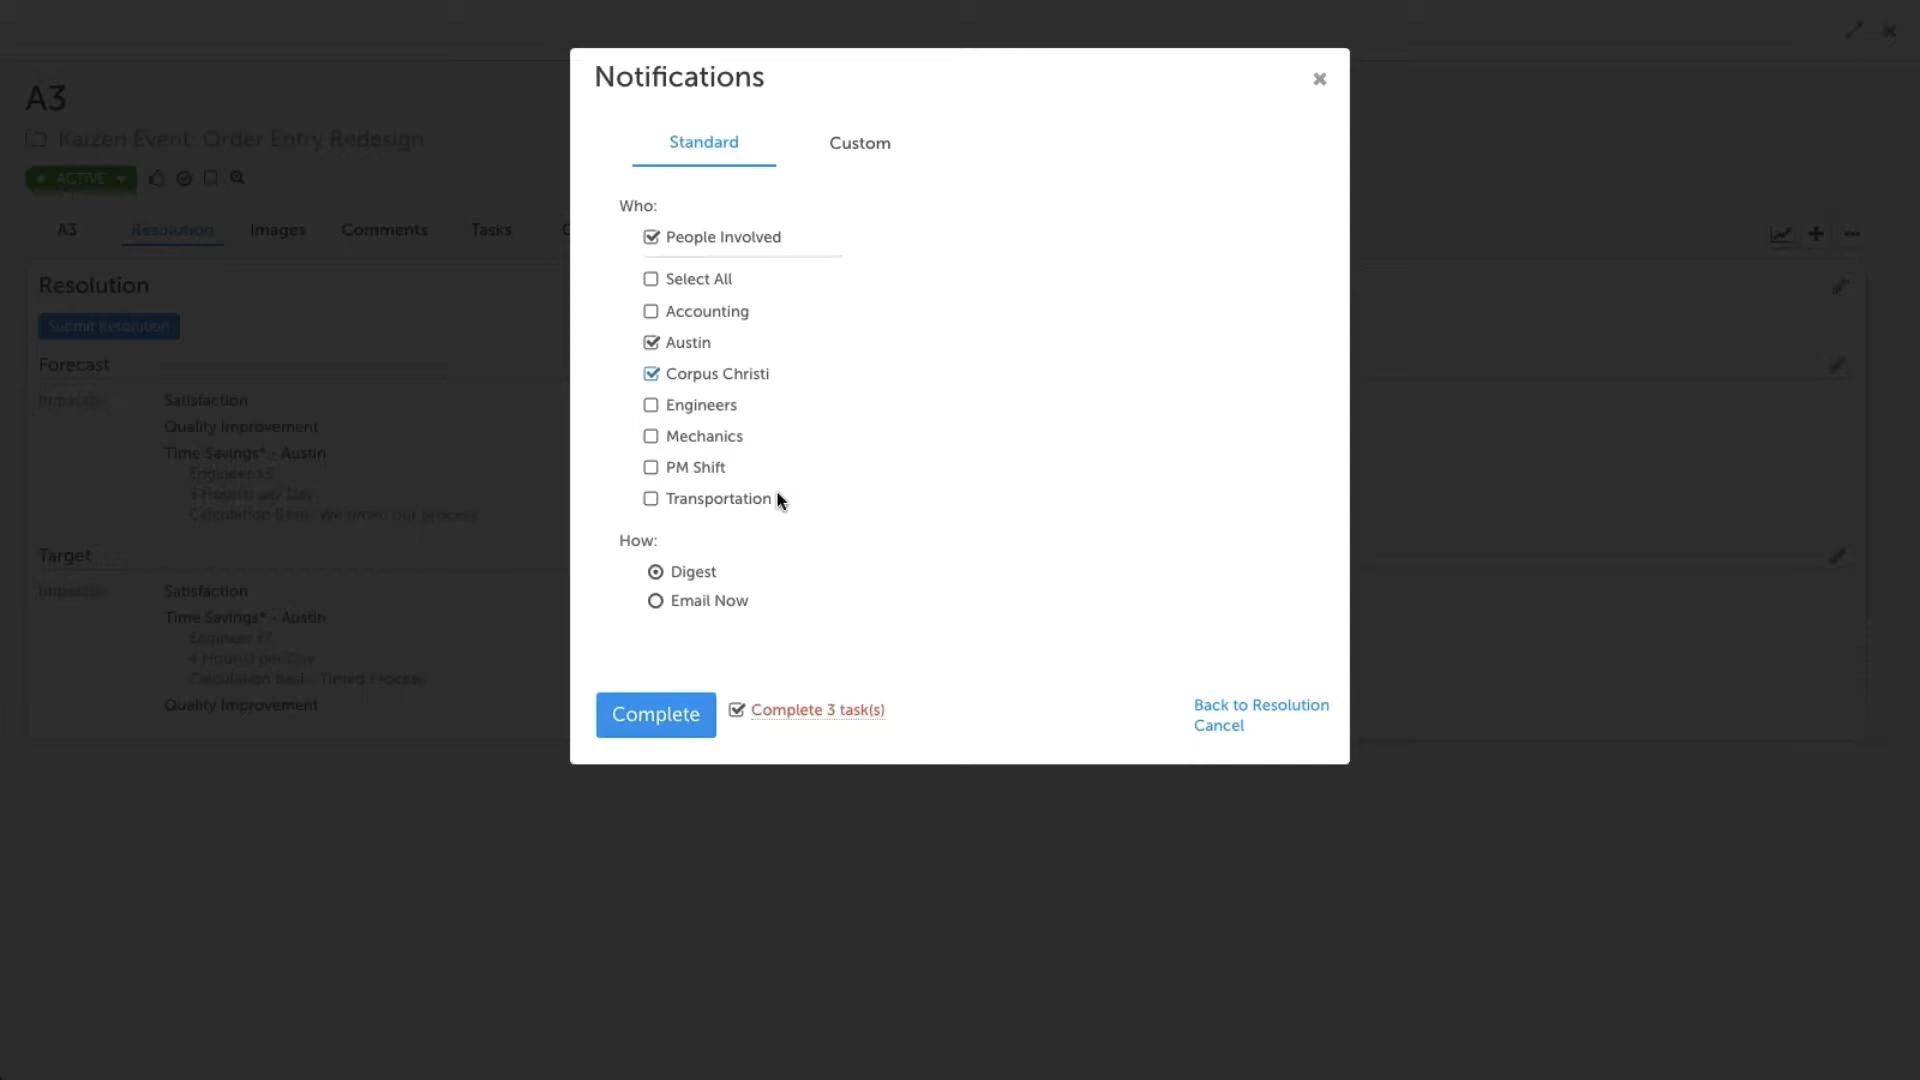 A3
Kaizen Event: Order Entry Redesign
ACTIVE
A3 Resolution Images Comments Tasks
Resolution
Submit Resolution
Forecast
Satisfaction
Quality Improvement
Time Savings* - Austin
Engineer x5
3 Hour(s) per Day
Calculation Basis: We timed our process
Target
Satisfaction
Time Savings* - Austin
Engineer x7
4 Hour(s) per Day
Calculation Basis: Timed Process
Quality Improvement
Notifications
Standard Custom
Who:
People Involved
Select All
Accounting
Austin
Corpus Christi
Engineers
Mechanics
PM Shift
Transportation
How:
Digest
Email Now
Complete
Complete 3 task(s)
Back to Resolution
Cancel